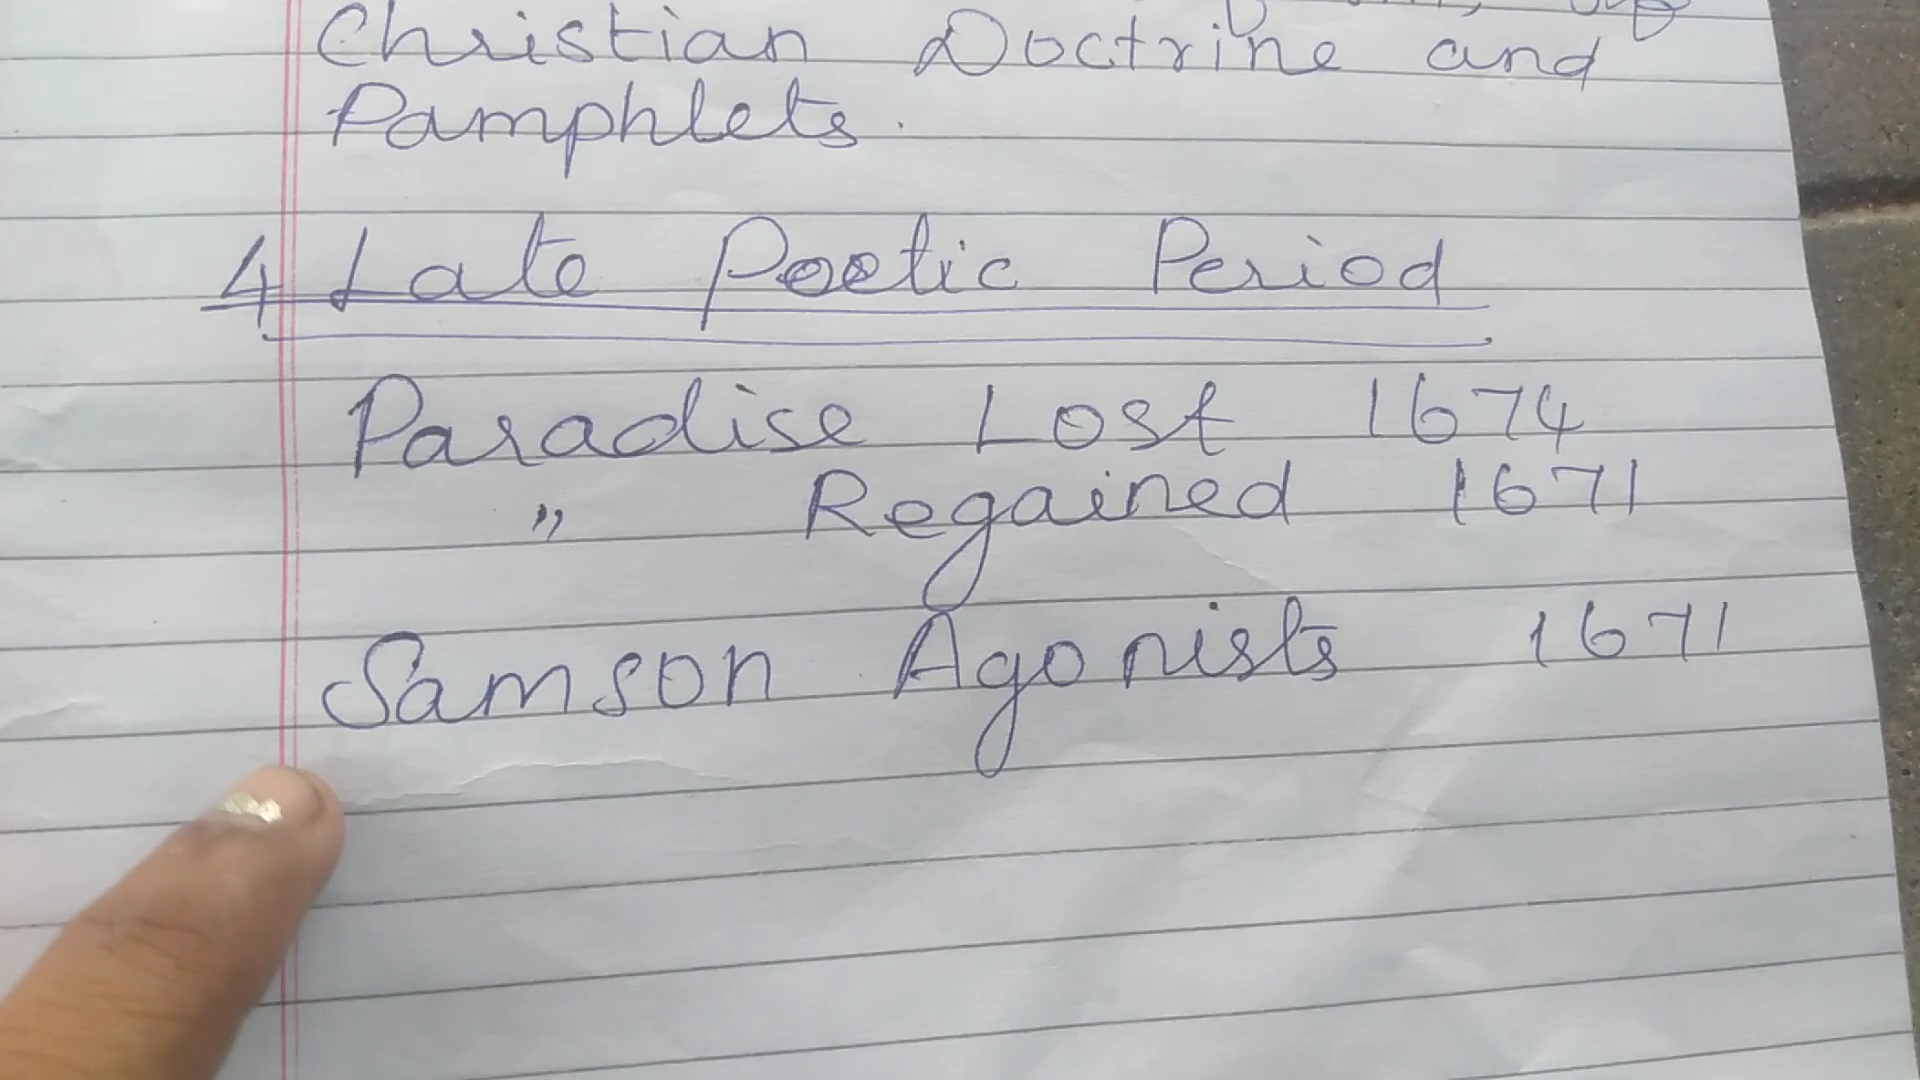 Christian Doctrine and
Pamphlets.
4 Late Poetic Period
Paradise Lost 1674
" Regained 1671
Samson Agonists 1671